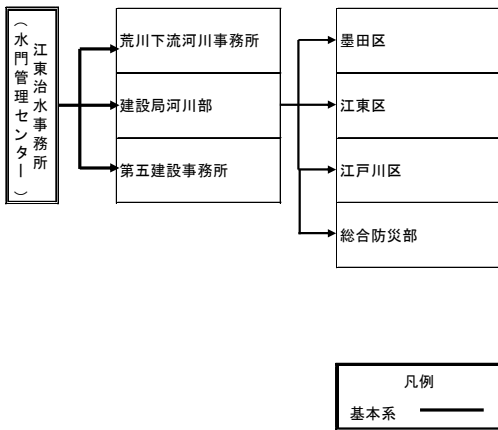 江東治水事務所
（水門管理センター）
荒川下流河川事務所
建設局河川部
第五建設事務所
墨田区
江東区
江戸川区
総合防災部
凡例
基本系